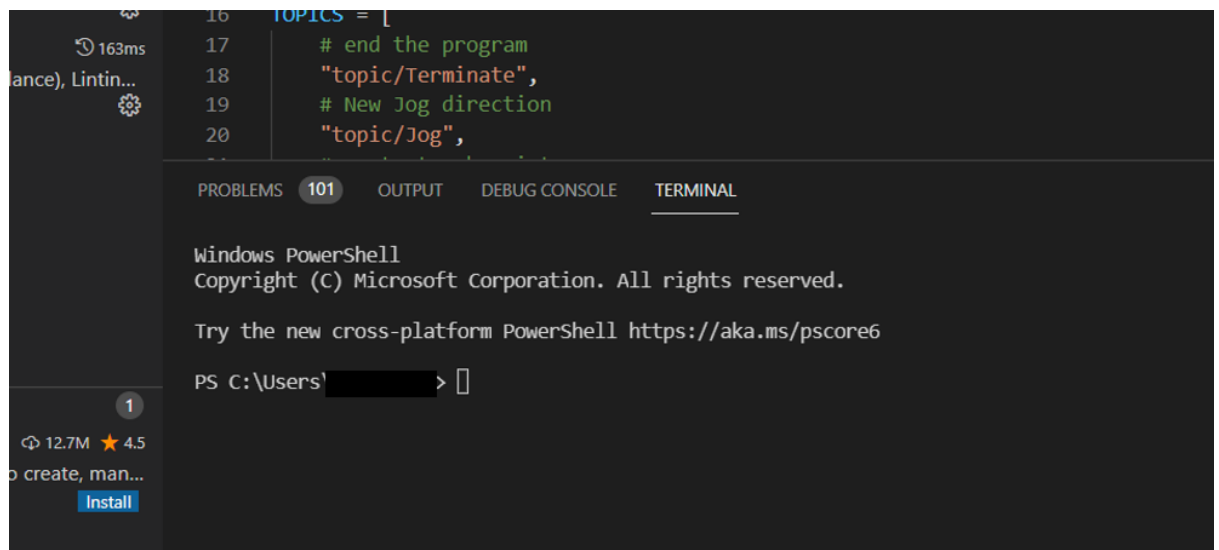 163ms
lance), Lintin...
16 TOPICS = [
17 # end the program
18 "topic/Terminate",
19 # New Jog direction
20 "topic/Jog",
PROBLEMS 101 OUTPUT DEBUG CONSOLE TERMINAL
Windows PowerShell
Copyright (C) Microsoft Corporation. All rights reserved.
Try the new cross-platform PowerShell https://aka.ms/pscore6
PS C:\Users\ >
1
12.7M 4.5
o create, man...
Install